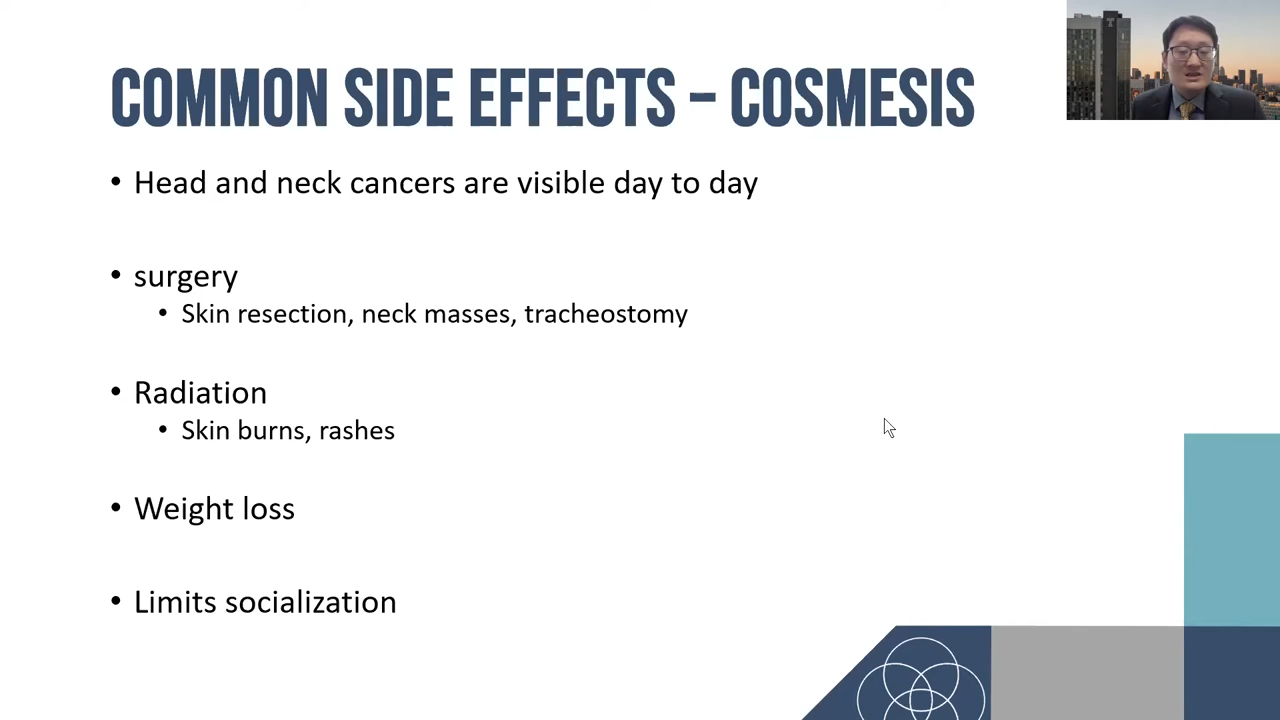 COMMON SIDE EFFECTS – COSMESIS
• Head and neck cancers are visible day to day
• surgery
• Skin resection, neck masses, tracheostomy
• Radiation
• Skin burns, rashes
• Weight loss
• Limits socialization